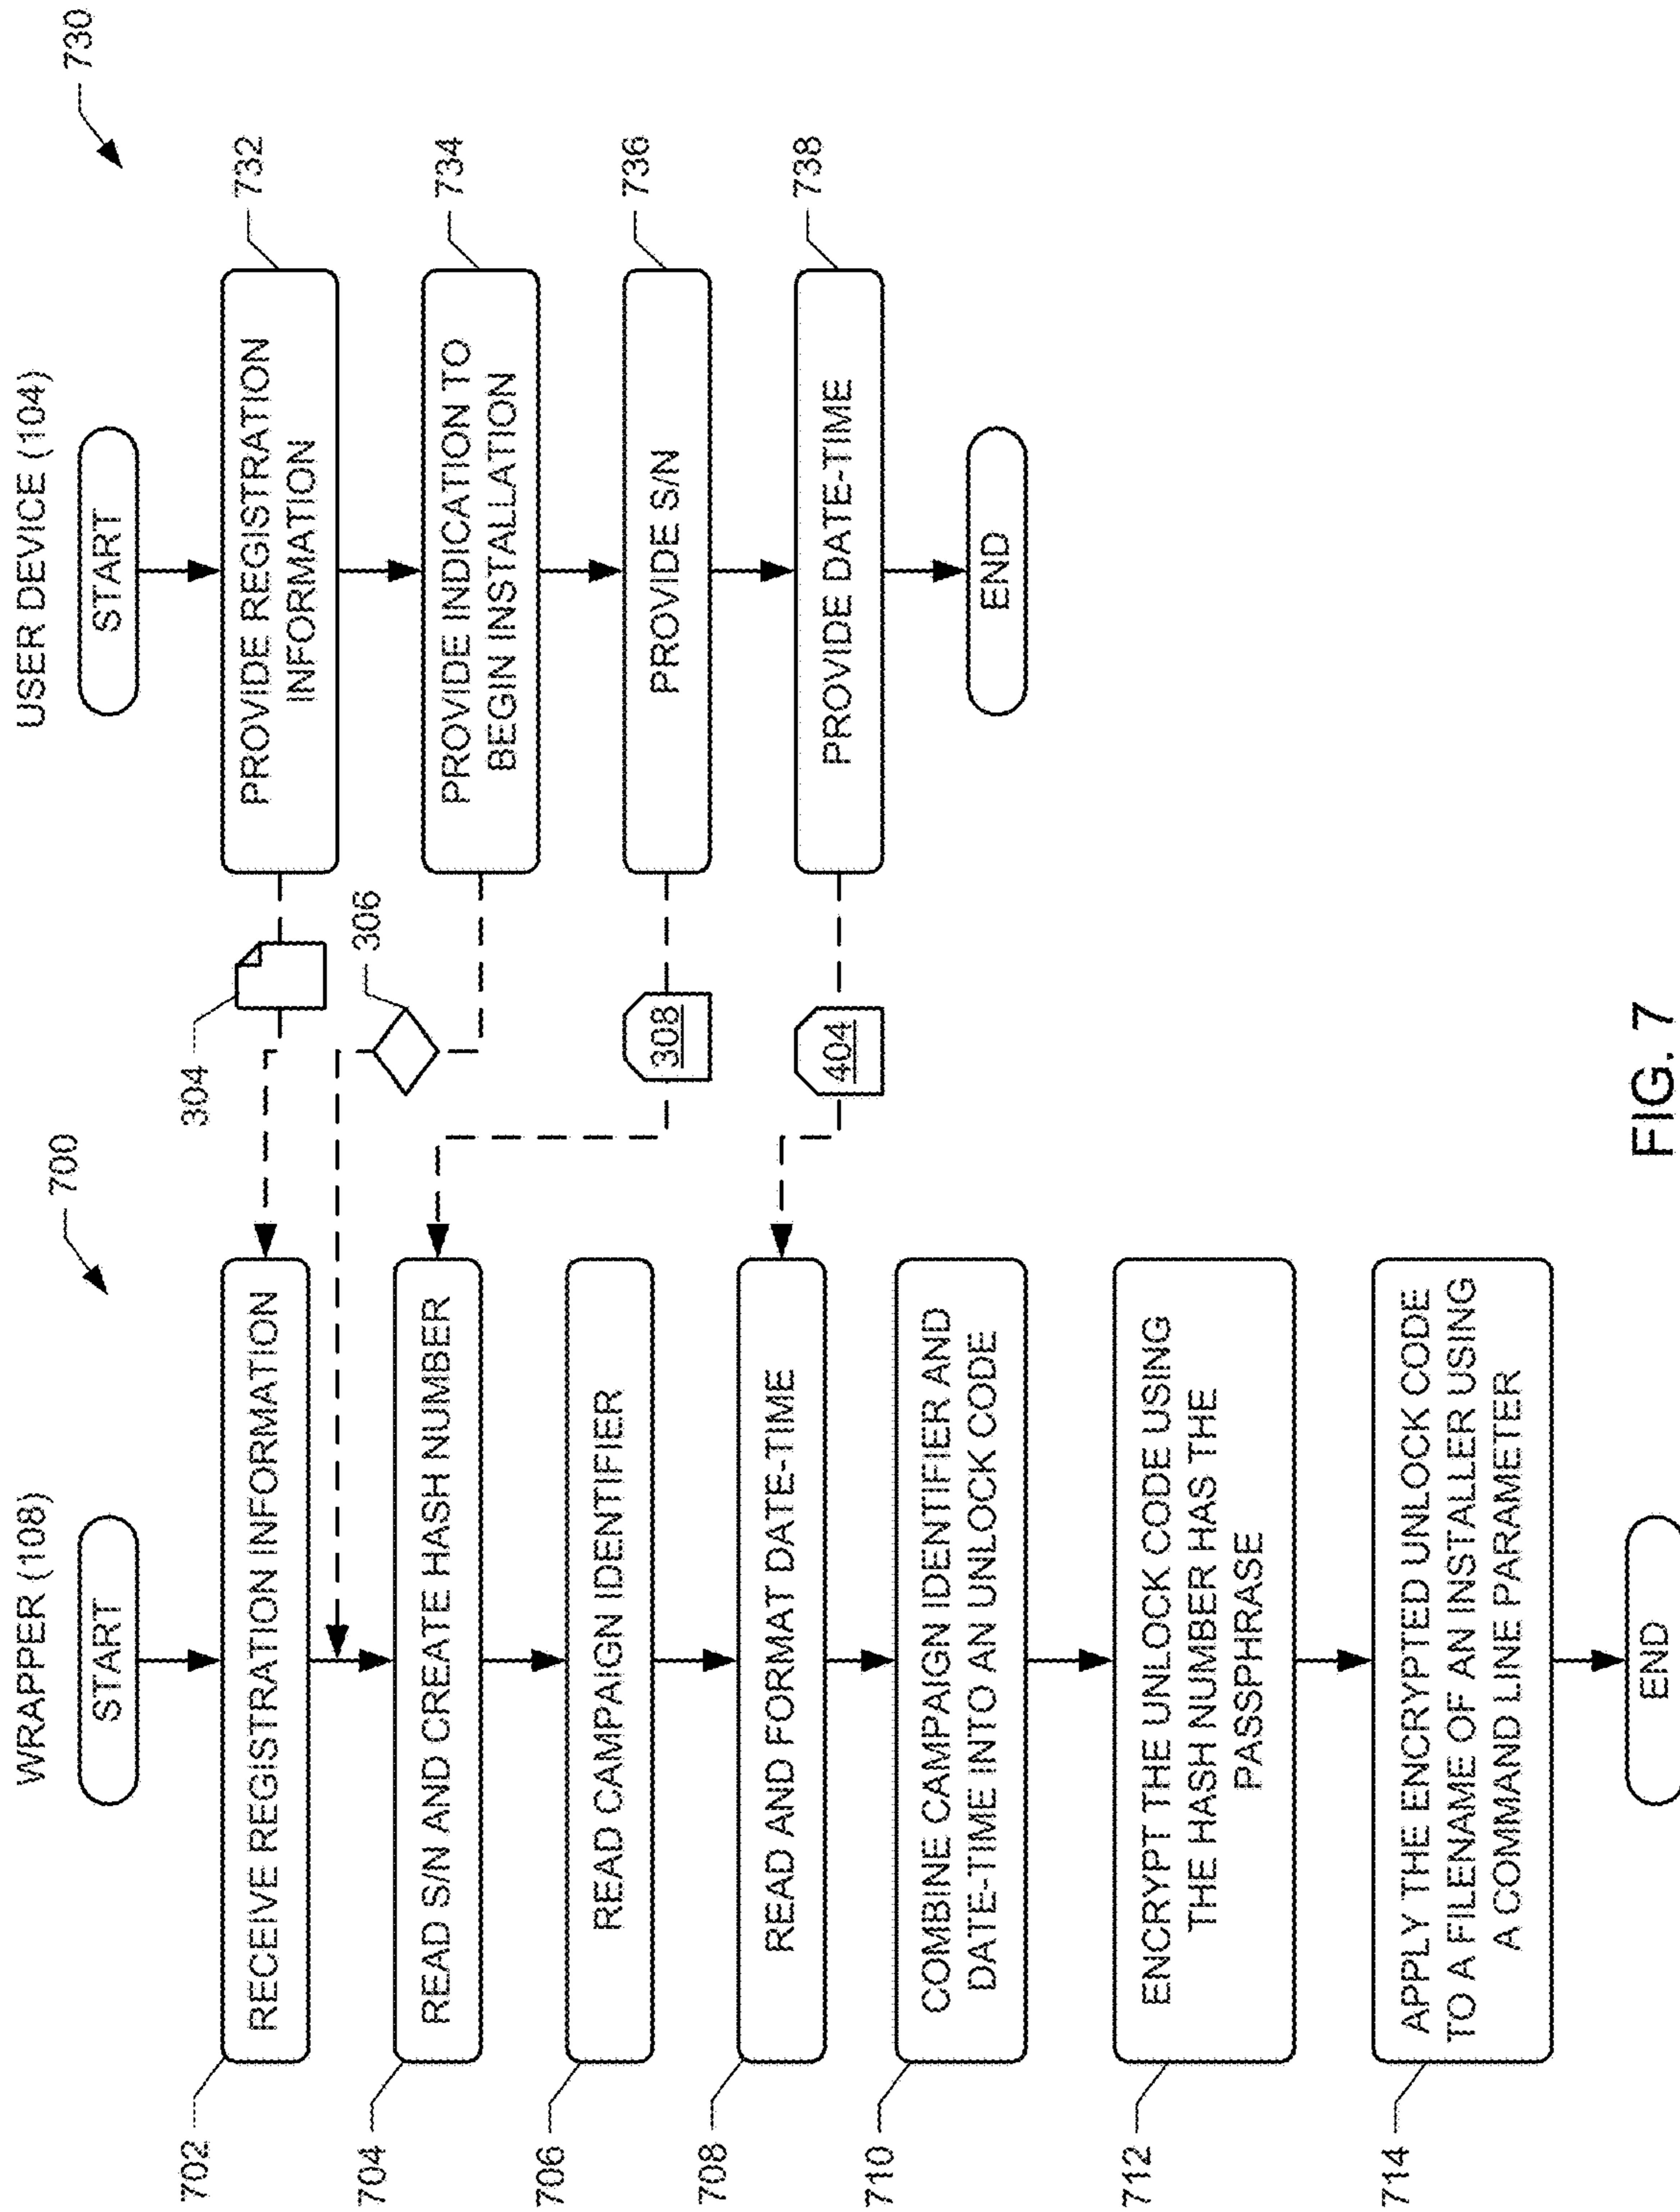 WRAPPER (108)
700
START
702
RECEIVE REGISTRATION INFORMATION
704
READ S/N AND CREATE HASH NUMBER
706
READ CAMPAIGN IDENTIFIER
708
READ AND FORMAT DATE-TIME
710
COMBINE CAMPAIGN IDENTIFIER AND
DATE-TIME INTO AN UNLOCK CODE
712
ENCRYPT THE UNLOCK CODE USING
THE HASH NUMBER HAS THE
PASSPHRASE
714
APPLY THE ENCRYPTED UNLOCK CODE
TO A FILENAME OF AN INSTALLER USING
A COMMAND LINE PARAMETER
END
304
306
308
404
USER DEVICE (104)
730
START
PROVIDE REGISTRATION
INFORMATION
732
PROVIDE INDICATION TO
BEGIN INSTALLATION
734
PROVIDE S/N
736
PROVIDE DATE-TIME
738
END
FIG. 7